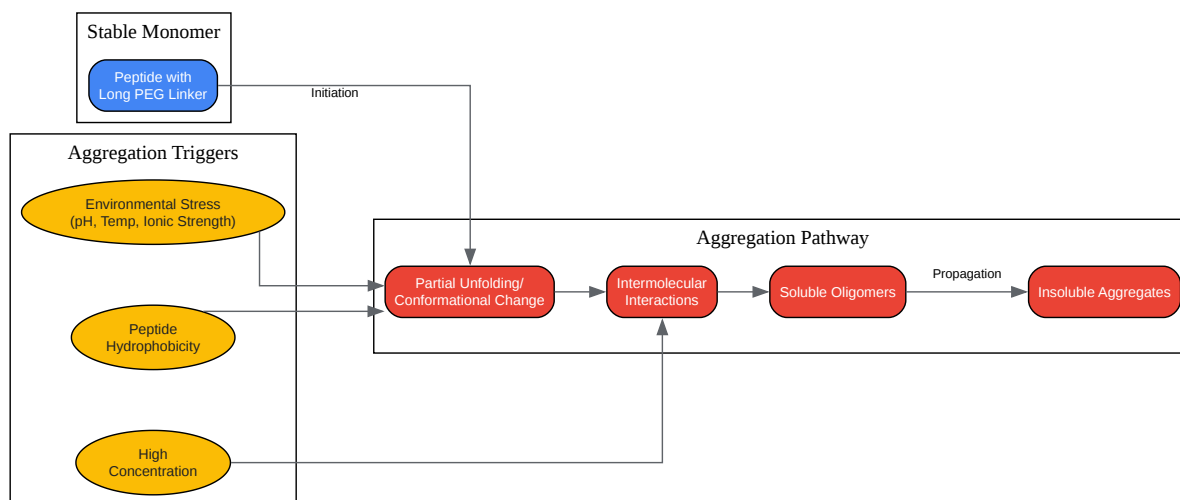 Stable Monomer
Peptide with
Long PEG Linker
Initiation
Aggregation Triggers
Environmental Stress
(pH, Temp, Ionic Strength)
Peptide
Hydrophobicity
High
Concentration
Aggregation Pathway
Partial Unfolding/
Conformational Change
Intermolecular
Interactions
Soluble Oligomers
Propagation
Insoluble Aggregates